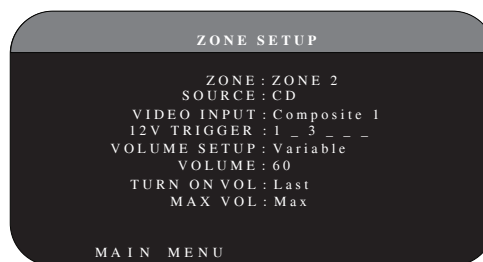 ZONE SETUP
ZONE : ZONE 2
SOURCE : CD
VIDEO INPUT : Composite 1
12V TRIGGER : 1 _ 3 _ _ _
VOLUME SETUP : Variable
VOLUME : 60
TURN ON VOL : Last
MAX VOL : Max
MAIN MENU